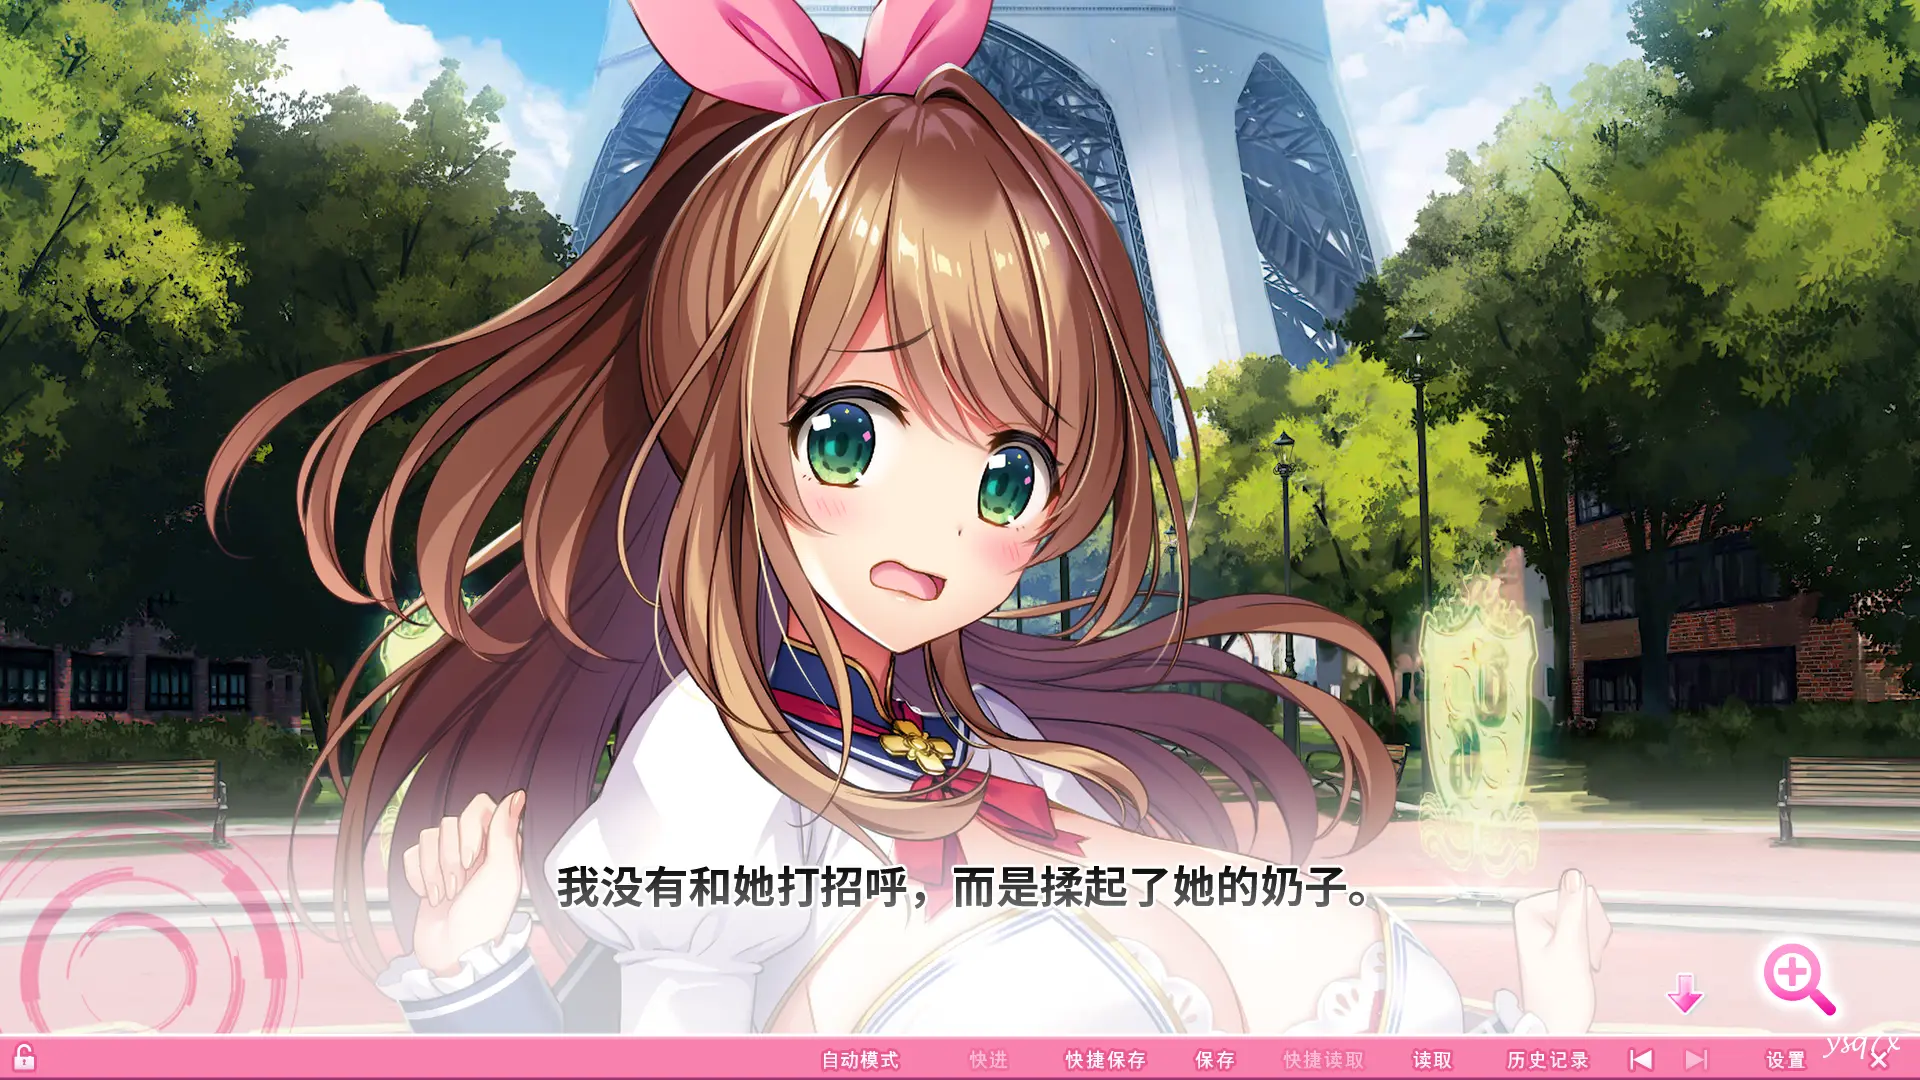 我没有和她打招呼，而是揉起了她的奶子。
自动模式 快进 快捷保存 保存 快捷读取 读取 历史记录 设置
ysq7x